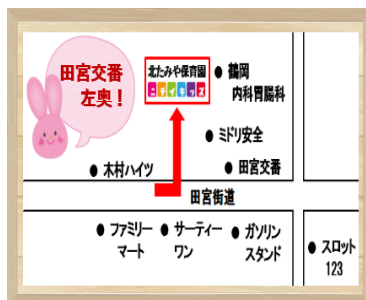 田宮交番
左奥！
北たみや保育園
ニチイキッズ
鶴岡
内科胃腸科
ミドリ安全
木村ハイツ
田宮交番
田宮街道
ファミリー
マート
サーティー
ワン
ガソリン
スタンド
スロット
123